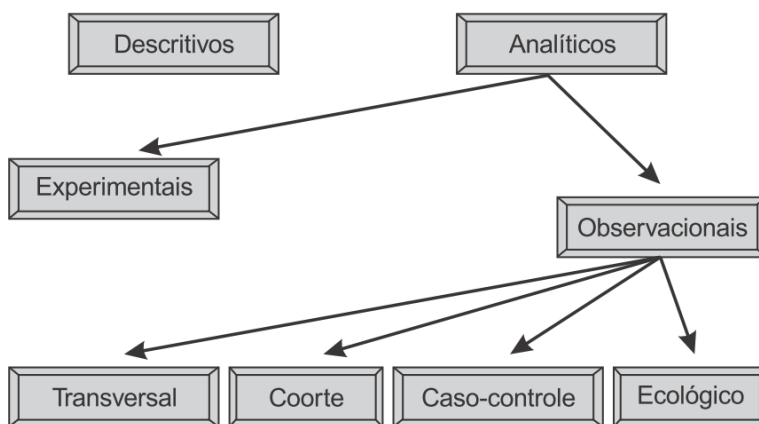 Descritivos
Analíticos
Experimentais
Observacionais
Transversal
Coorte
Caso-controle
Ecológico